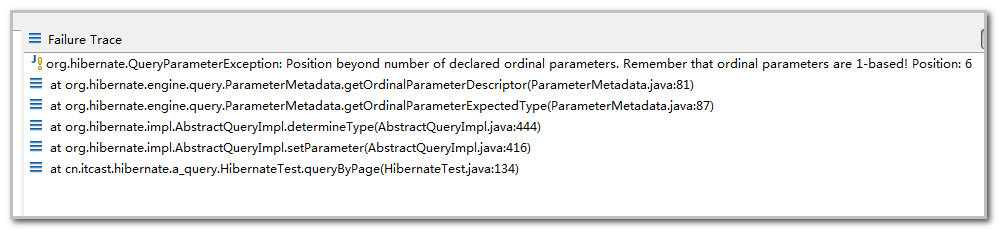 Failure Trace
org.hibernate.QueryParameterException: Position beyond number of declared ordinal parameters. Remember that ordinal parameters are 1-based! Position: 6
at org.hibernate.engine.query.ParameterMetadata.getOrdinalParameterDescriptor(ParameterMetadata.java:81)
at org.hibernate.engine.query.ParameterMetadata.getOrdinalParameterExpectedType(ParameterMetadata.java:87)
at org.hibernate.impl.AbstractQueryImpl.determineType(AbstractQueryImpl.java:444)
at org.hibernate.impl.AbstractQueryImpl.setParameter(AbstractQueryImpl.java:416)
at cn.itcast.hibernate.a_query.HibernateTest.queryByPage(HibernateTest.java:134)